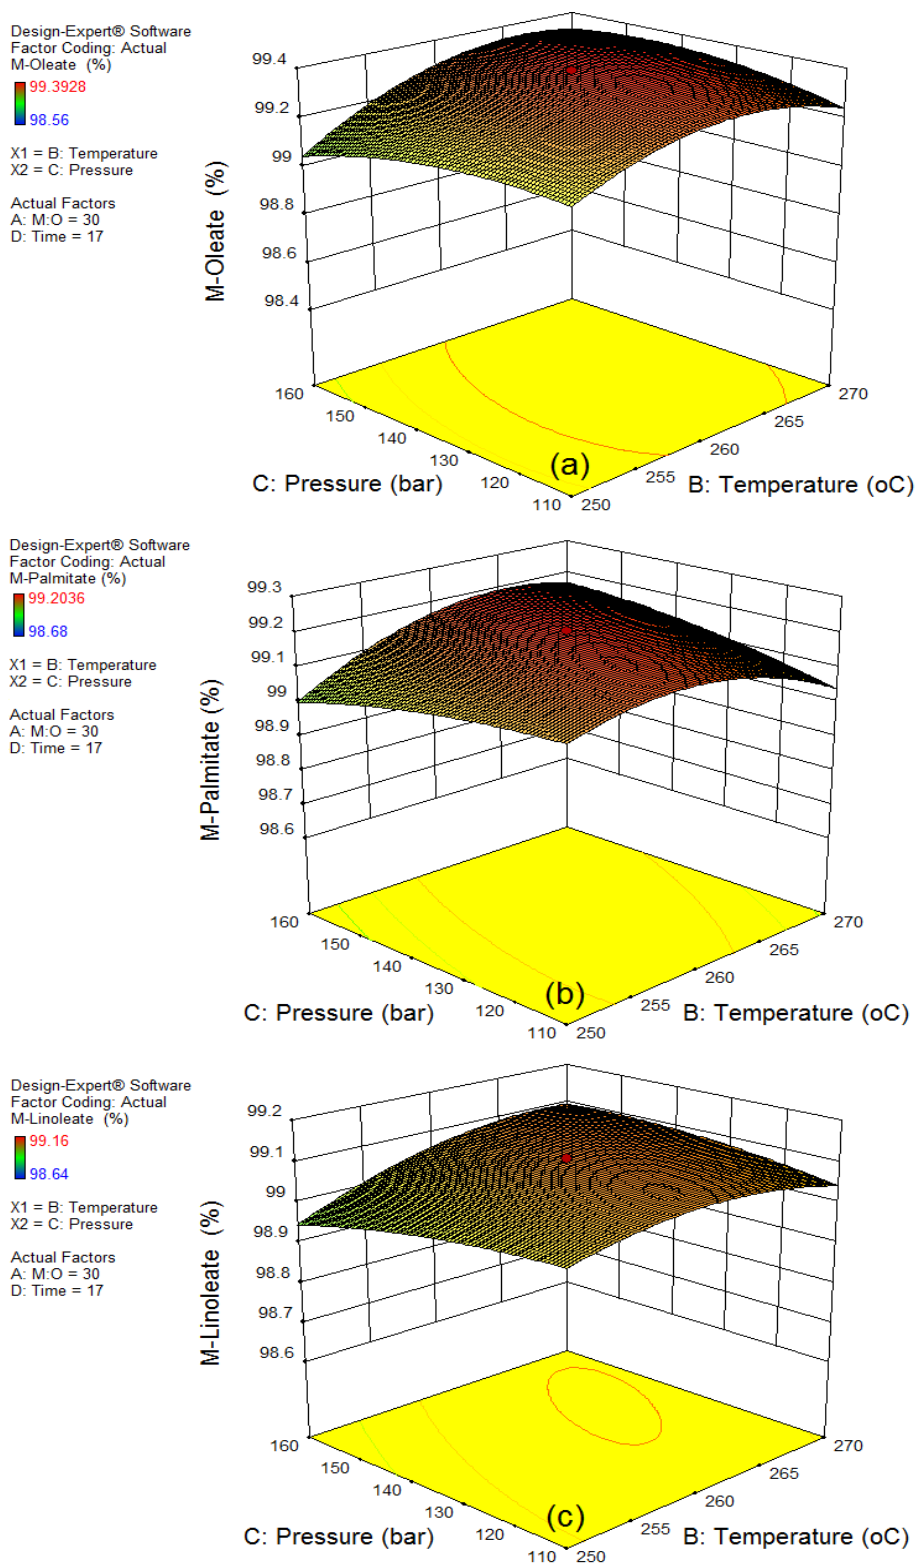 Design-Expert® Software
Factor Coding: Actual
M-Oleate (%)
99.3928
98.56
X1 = B: Temperature
X2 = C: Pressure
Actual Factors
A: M:O = 30
D: Time = 17
M-Oleate (%)
99.4
99.2
99
98.8
98.6
98.4
160
150
140
130
120
110
250
255
260
265
270
C: Pressure (bar)
(a)
B: Temperature (oC)
Design-Expert® Software
Factor Coding: Actual
M-Palmitate (%)
99.2036
98.68
X1 = B: Temperature
X2 = C: Pressure
Actual Factors
A: M:O = 30
D: Time = 17
M-Palmitate (%)
99.3
99.2
99.1
99
98.9
98.8
98.7
98.6
160
150
140
130
120
110
250
255
260
265
270
C: Pressure (bar)
(b)
B: Temperature (oC)
Design-Expert® Software
Factor Coding: Actual
M-Linoleate (%)
99.16
98.64
X1 = B: Temperature
X2 = C: Pressure
Actual Factors
A: M:O = 30
D: Time = 17
M-Linoleate (%)
99.2
99.1
99
98.9
98.8
98.7
98.6
160
150
140
130
120
110
250
255
260
265
270
C: Pressure (bar)
(c)
B: Temperature (oC)